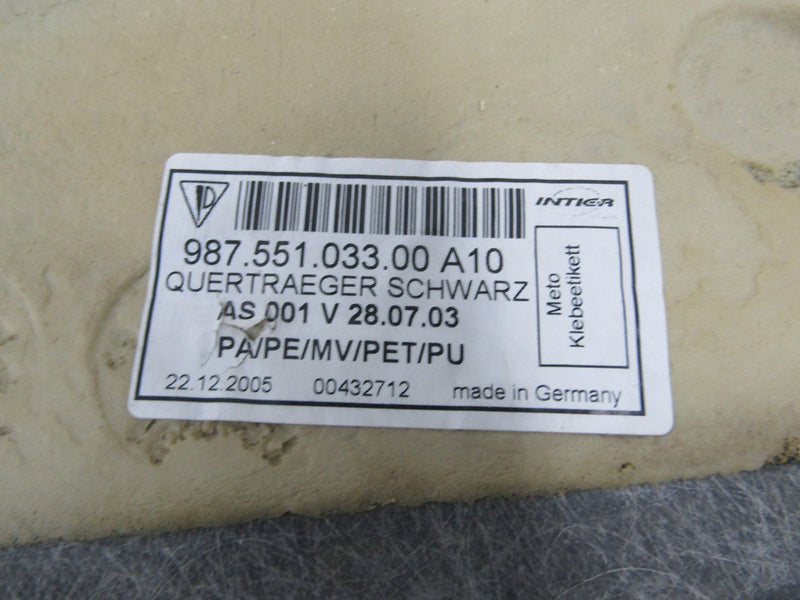 INTIER
987.551.033.00 A10
QUERTRAEGER SCHWARZ
AS 001 V 28.07.03
PA/PE/MV/PET/PU
22.12.2005 00432712 made in Germany
Meto
Klebeetikett